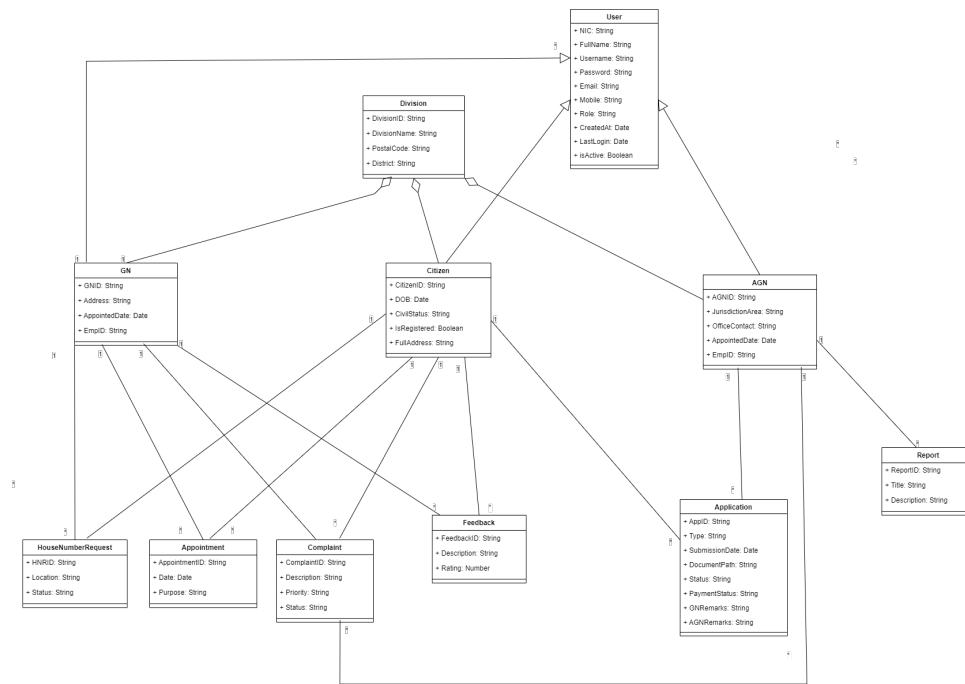 User
+ NIC: String
+ FullName: String
+ Username: String
+ Password: String
+ Email: String
+ Mobile: String
+ Role: String
+ CreatedAt: Date
+ LastLogin: Date
+ isActive: Boolean
Division
+ DivisionID: String
+ DivisionName: String
+ PostalCode: String
+ District: String
GN
+ GNID: String
+ Address: String
+ AppointedDate: Date
+ EmpID: String
Citizen
+ CitizenID: String
+ DOB: Date
+ CivilStatus: String
+ IsRegistered: Boolean
+ FullAddress: String
AGN
+ AGNID: String
+ JurisdictionArea: String
+ OfficeContact: String
+ AppointedDate: Date
+ EmpID: String
Report
+ ReportID: String
+ Title: String
+ Description: String
HouseNumberRequest
+ HNRID: String
+ Location: String
+ Status: String
Appointment
+ AppointmentID: String
+ Date: Date
+ Purpose: String
Complaint
+ ComplaintID: String
+ Description: String
+ Priority: String
+ Status: String
Feedback
+ FeedbackID: String
+ Description: String
+ Rating: Number
Application
+ AppID: String
+ Type: String
+ SubmissionDate: Date
+ DocumentPath: String
+ Status: String
+ PaymentStatus: String
+ GNRemarks: String
+ AGNRemarks: String